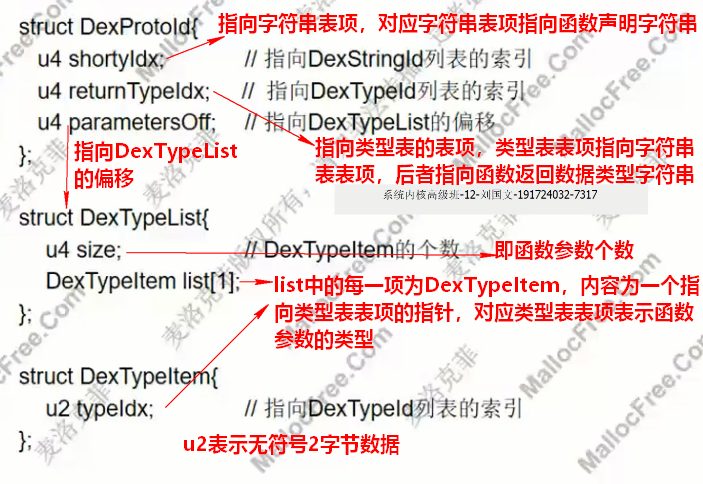 struct DexProtoId{
指向字符串表项，对应字符串表项指向函数声明字符串
u4 shortyIdx; // 指向DexStringId列表的索引
u4 returnTypeIdx; // 指向DexTypeId列表的索引
u4 parametersOff; // 指向DexTypeList的偏移
};
指向DexTypeList
的偏移
指向类型表的表项，类型表表项指向字符串
表表项，后者指向函数返回数据类型字符串
系统内核高级班-12-刘国文-191724032-7317
struct DexTypeList{
u4 size; // DexTypeItem的个数
即函数参数个数
DexTypeItem list[1];
list中的每一项为DexTypeItem，内容为一个指
向类型表表项的指针，对应类型表表项表示函数
参数的类型
};
struct DexTypeItem{
u2 typeIdx; // 指向DexTypeId列表的索引
};
u2表示无符号2字节数据
麦洛克菲
MallocFree.Com